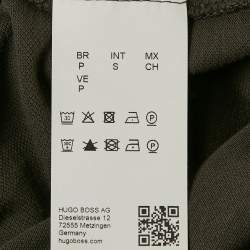 BR INT MX
P S CH
VE
P
HUGO BOSS AG
Dieselstrasse 12
72555 Metzingen
Germany
hugoboss.com